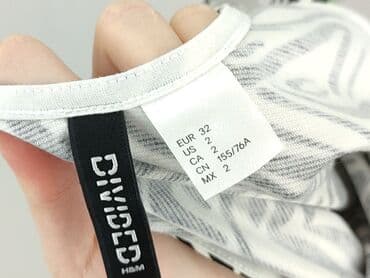 EUR 32
US 2
CA 2
CN 155/76A
MX 2
DIVIDED
H&M